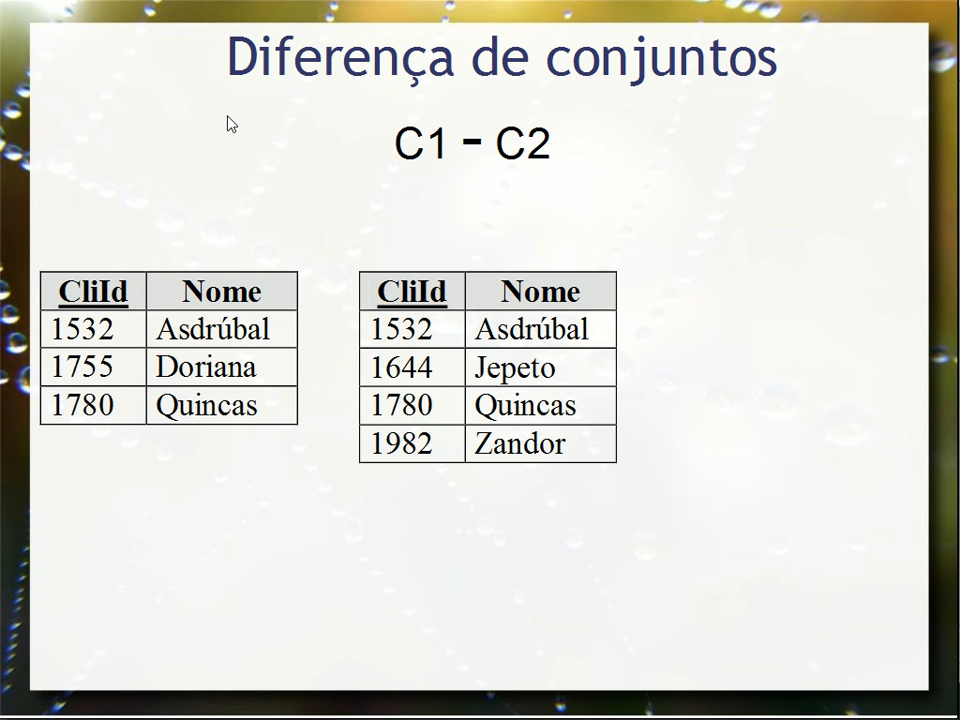 Diferença de conjuntos
C1 - C2
CliId Nome
1532 Asdrúbal
1755 Doriana
1780 Quincas
CliId Nome
1532 Asdrúbal
1644 Jepeto
1780 Quincas
1982 Zandor